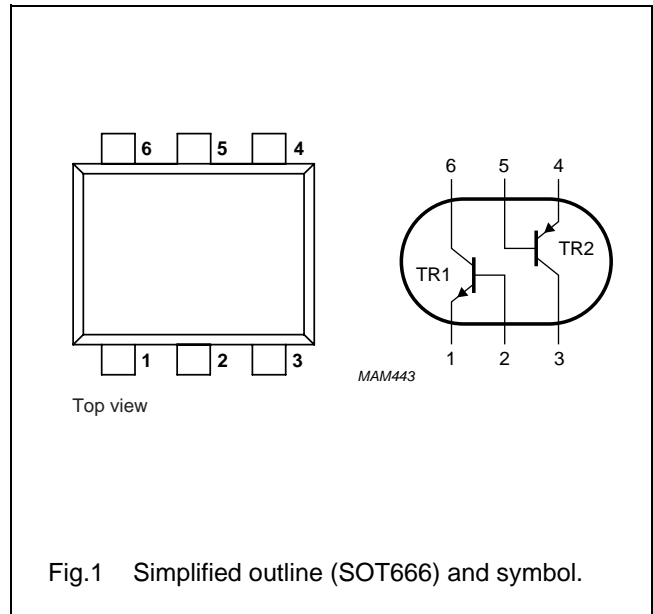 6 5 4
1 2 3
Top view
6 5 4
TR1
TR2
1 2 3
MAM443
Fig.1 Simplified outline (SOT666) and symbol.